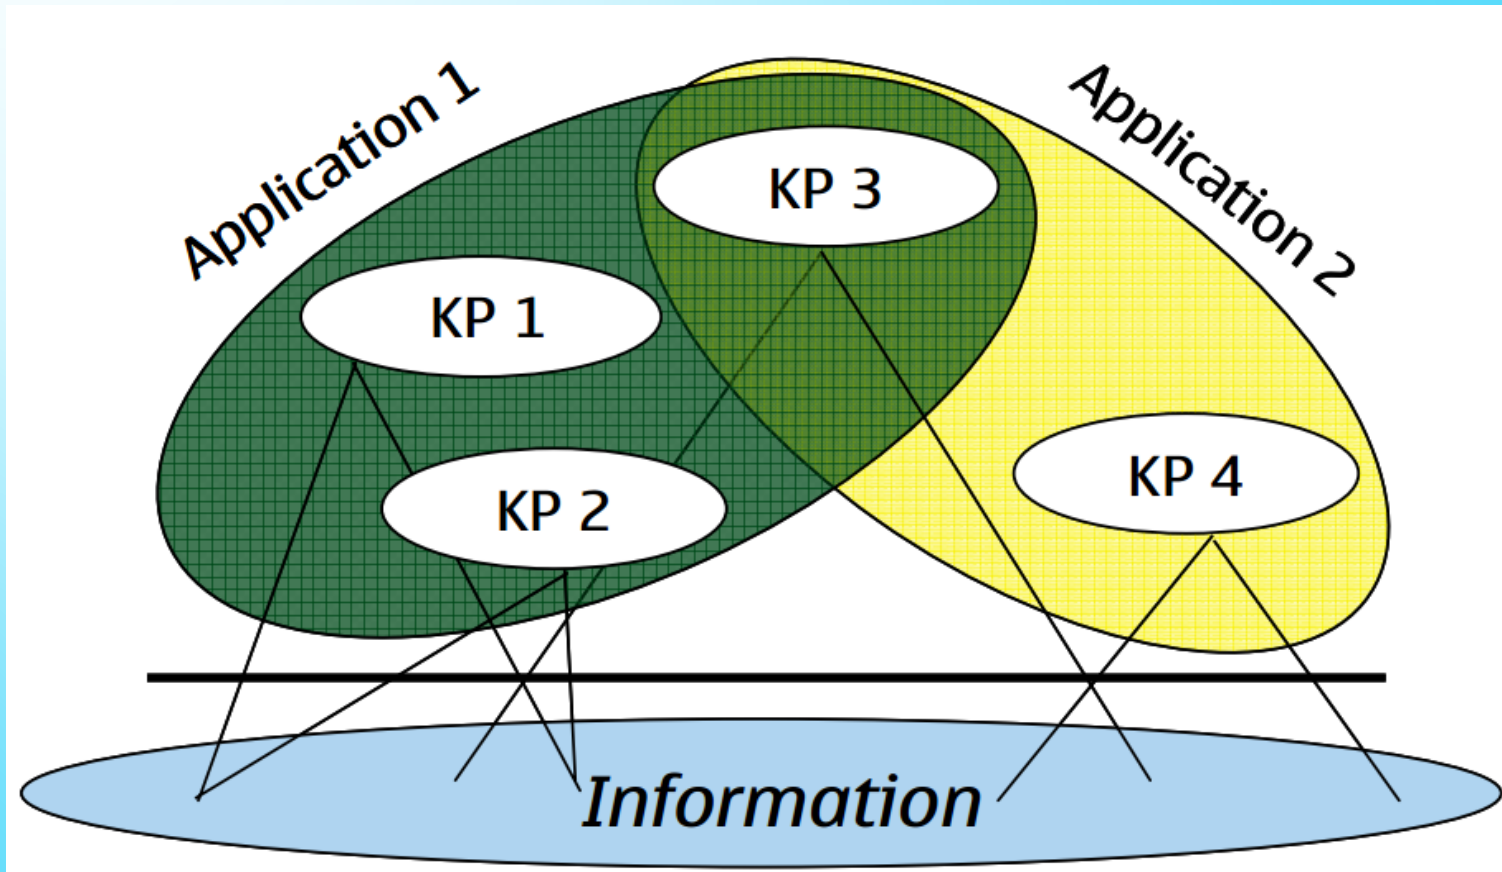 Application 1
Application 2
KP 3
KP 1
KP 4
KP 2
Information